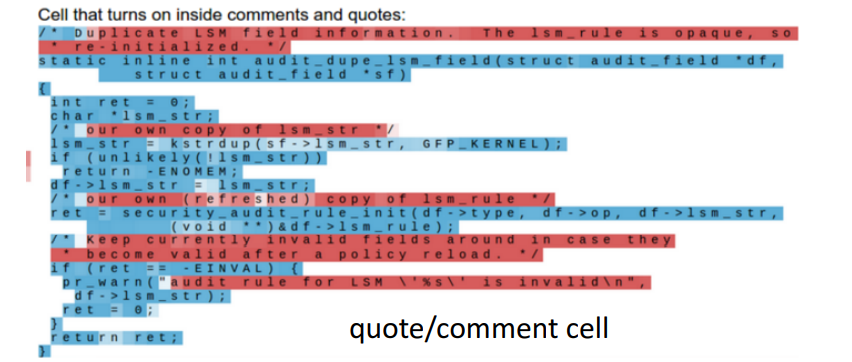 Cell that turns on inside comments and quotes:
/* Duplicate LSM field information. The lsm_rule is opaque, so
 * re-initialized. */
static inline int audit_dupe_lsm_field(struct audit_field *df,
          struct audit_field *sf)
{
 int ret = 0;
 char *lsm_str;
 /* our own copy of lsm_str */
 lsm_str = kstrdup(sf->lsm_str, GFP_KERNEL);
 if (unlikely(!lsm_str))
  return -ENOMEM;
 df->lsm_str = lsm_str;
 /* our own (refreshed) copy of lsm_rule */
 ret = security_audit_rule_init(df->type, df->op, df->lsm_str,
           (void **)&df->lsm_rule);
 /* Keep currently invalid fields around in case they
  * become valid after a policy reload. */
 if (ret == -EINVAL) {
  pr_warn("audit rule for LSM \'%s\' is invalid\n",
   df->lsm_str);
  ret = 0;
 }
 return ret;
}
quote/comment cell